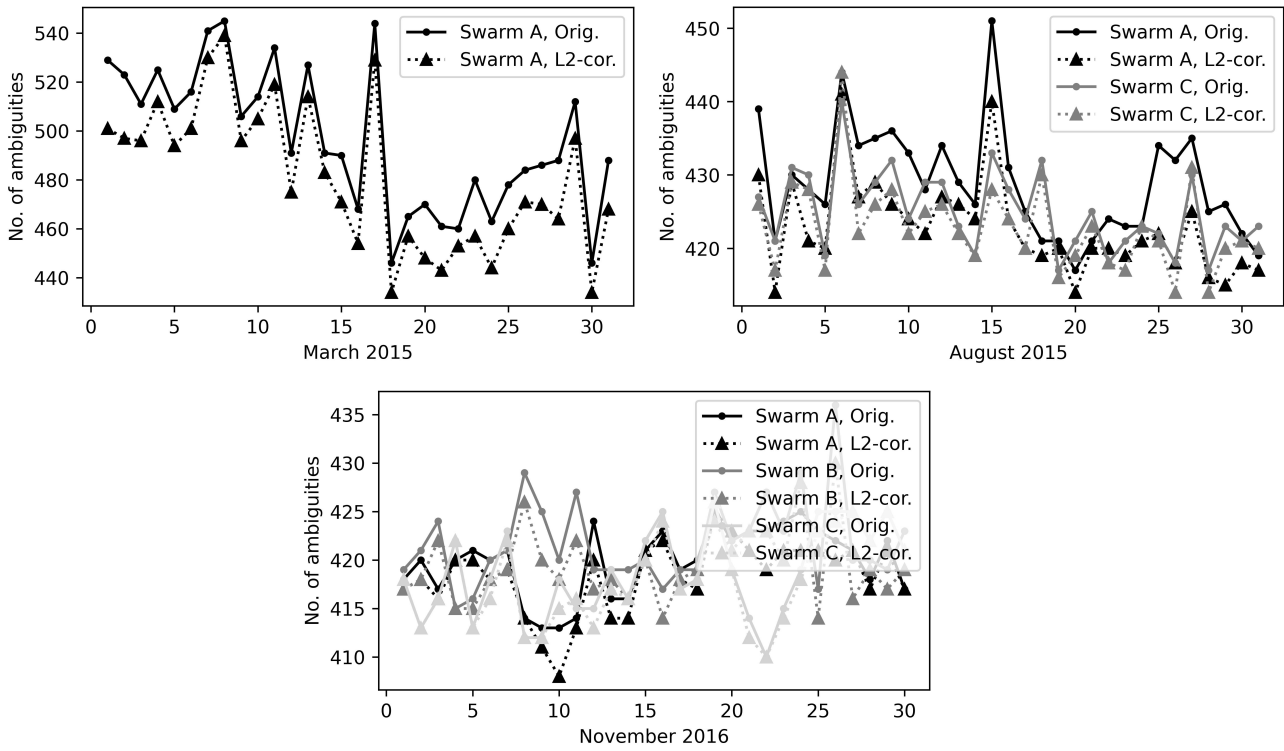 No. of ambiguities
540
520
500
480
460
440
Swarm A, Orig.
Swarm A, L2-cor.
0 5 10 15 20 25 30
March 2015
No. of ambiguities
450
440
430
420
Swarm A, Orig.
Swarm A, L2-cor.
Swarm C, Orig.
Swarm C, L2-cor.
0 5 10 15 20 25 30
August 2015
No. of ambiguities
435
430
425
420
415
410
Swarm A, Orig.
Swarm A, L2-cor.
Swarm B, Orig.
Swarm B, L2-cor.
Swarm C, Orig.
Swarm C, L2-cor.
0 5 10 15 20 25 30
November 2016